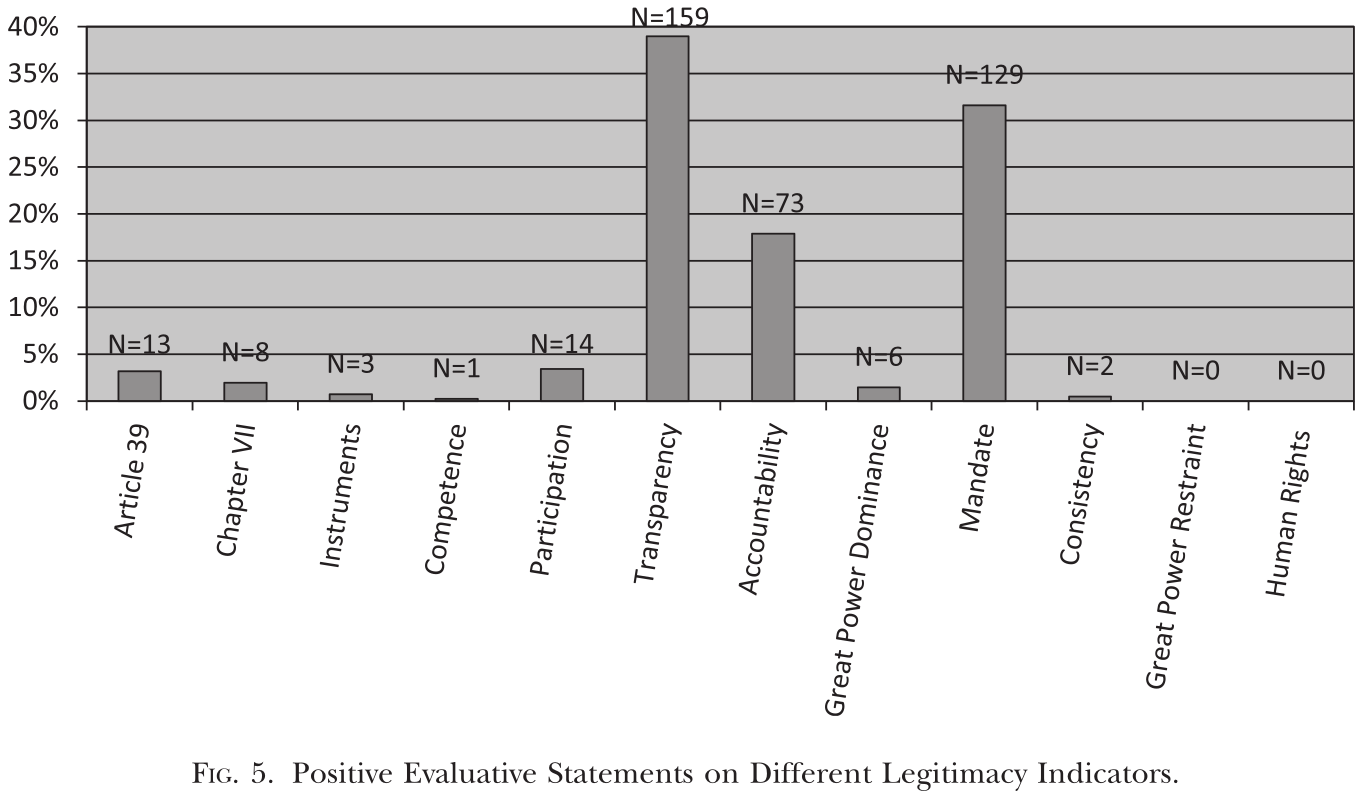 40%
35%
30%
25%
20%
15%
10%
5%
0%
N=13
N=8
N=3
N=1
N=14
N=159
N=73
N=6
N=129
N=2
N=0
N=0
Article 39
Chapter VII
Instruments
Competence
Participation
Transparency
Accountability
Great Power Dominance
Mandate
Consistency
Great Power Restraint
Human Rights
FIG. 5. Positive Evaluative Statements on Different Legitimacy Indicators.